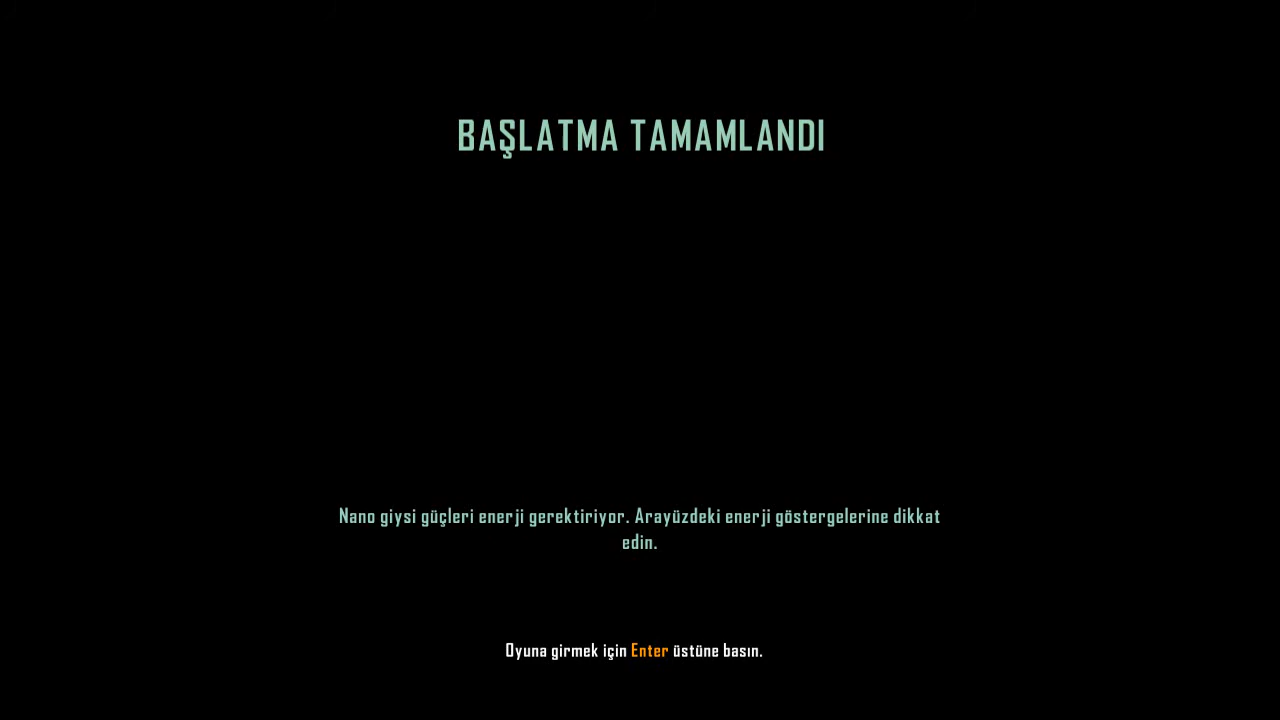 BAŞLATMA TAMAMLANDI
Nano giysi güçleri enerji gerektiriyor. Arayüzdeki enerji göstergelerine dikkat
edin.
Oyuna girmek için Enter üstüne basın.